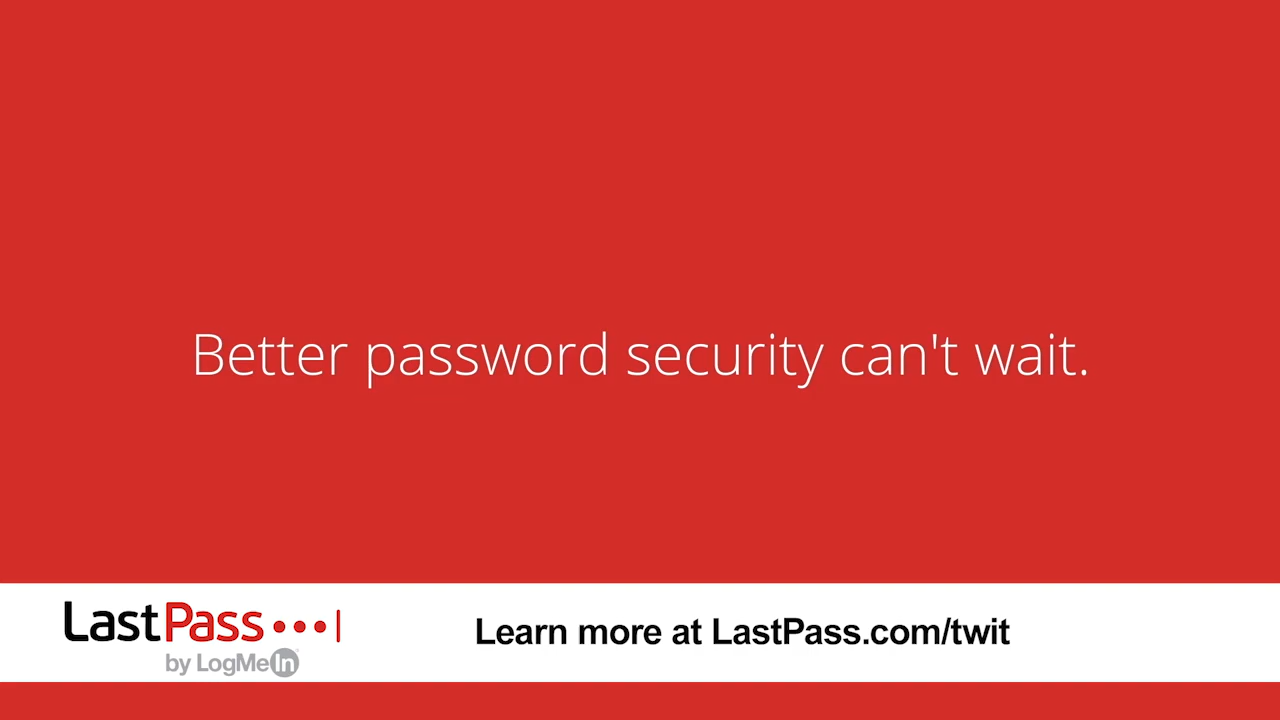 Better password security can't wait.
LastPass •••|
by LogMeIn
Learn more at LastPass.com/twit